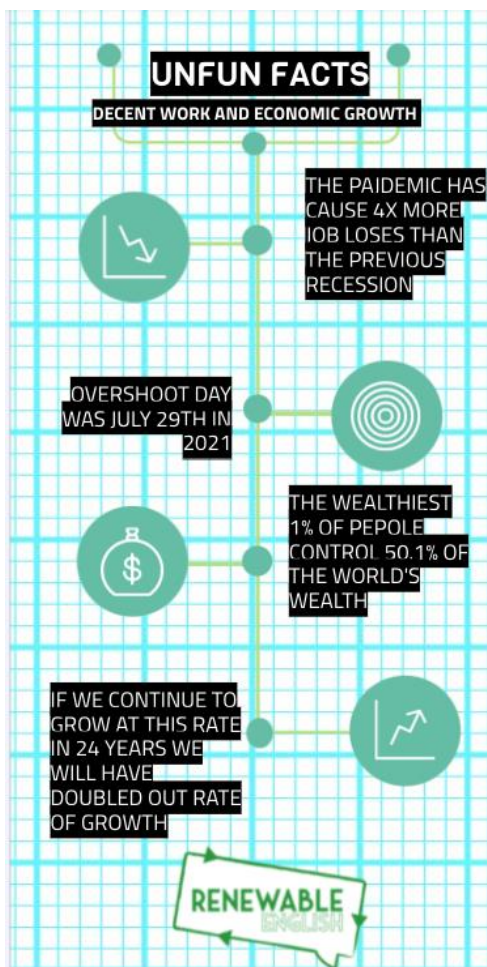 UNFUN FACTS
DECENT WORK AND ECONOMIC GROWTH
THE PAIDEMIC HAS
CAUSE 4X MORE
JOB LOSES THAN
THE PREVIOUS
RECESSION
OVERSHOOT DAY
WAS JULY 29TH IN
2021
THE WEALTHIEST
1% OF PEPOLE
CONTROL 50.1% OF
THE WORLD'S
WEALTH
IF WE CONTINUE TO
GROW AT THIS RATE
IN 24 YEARS WE
WILL HAVE
DOUBLED OUT RATE
OF GROWTH
RENEWABLE
ENGLISH